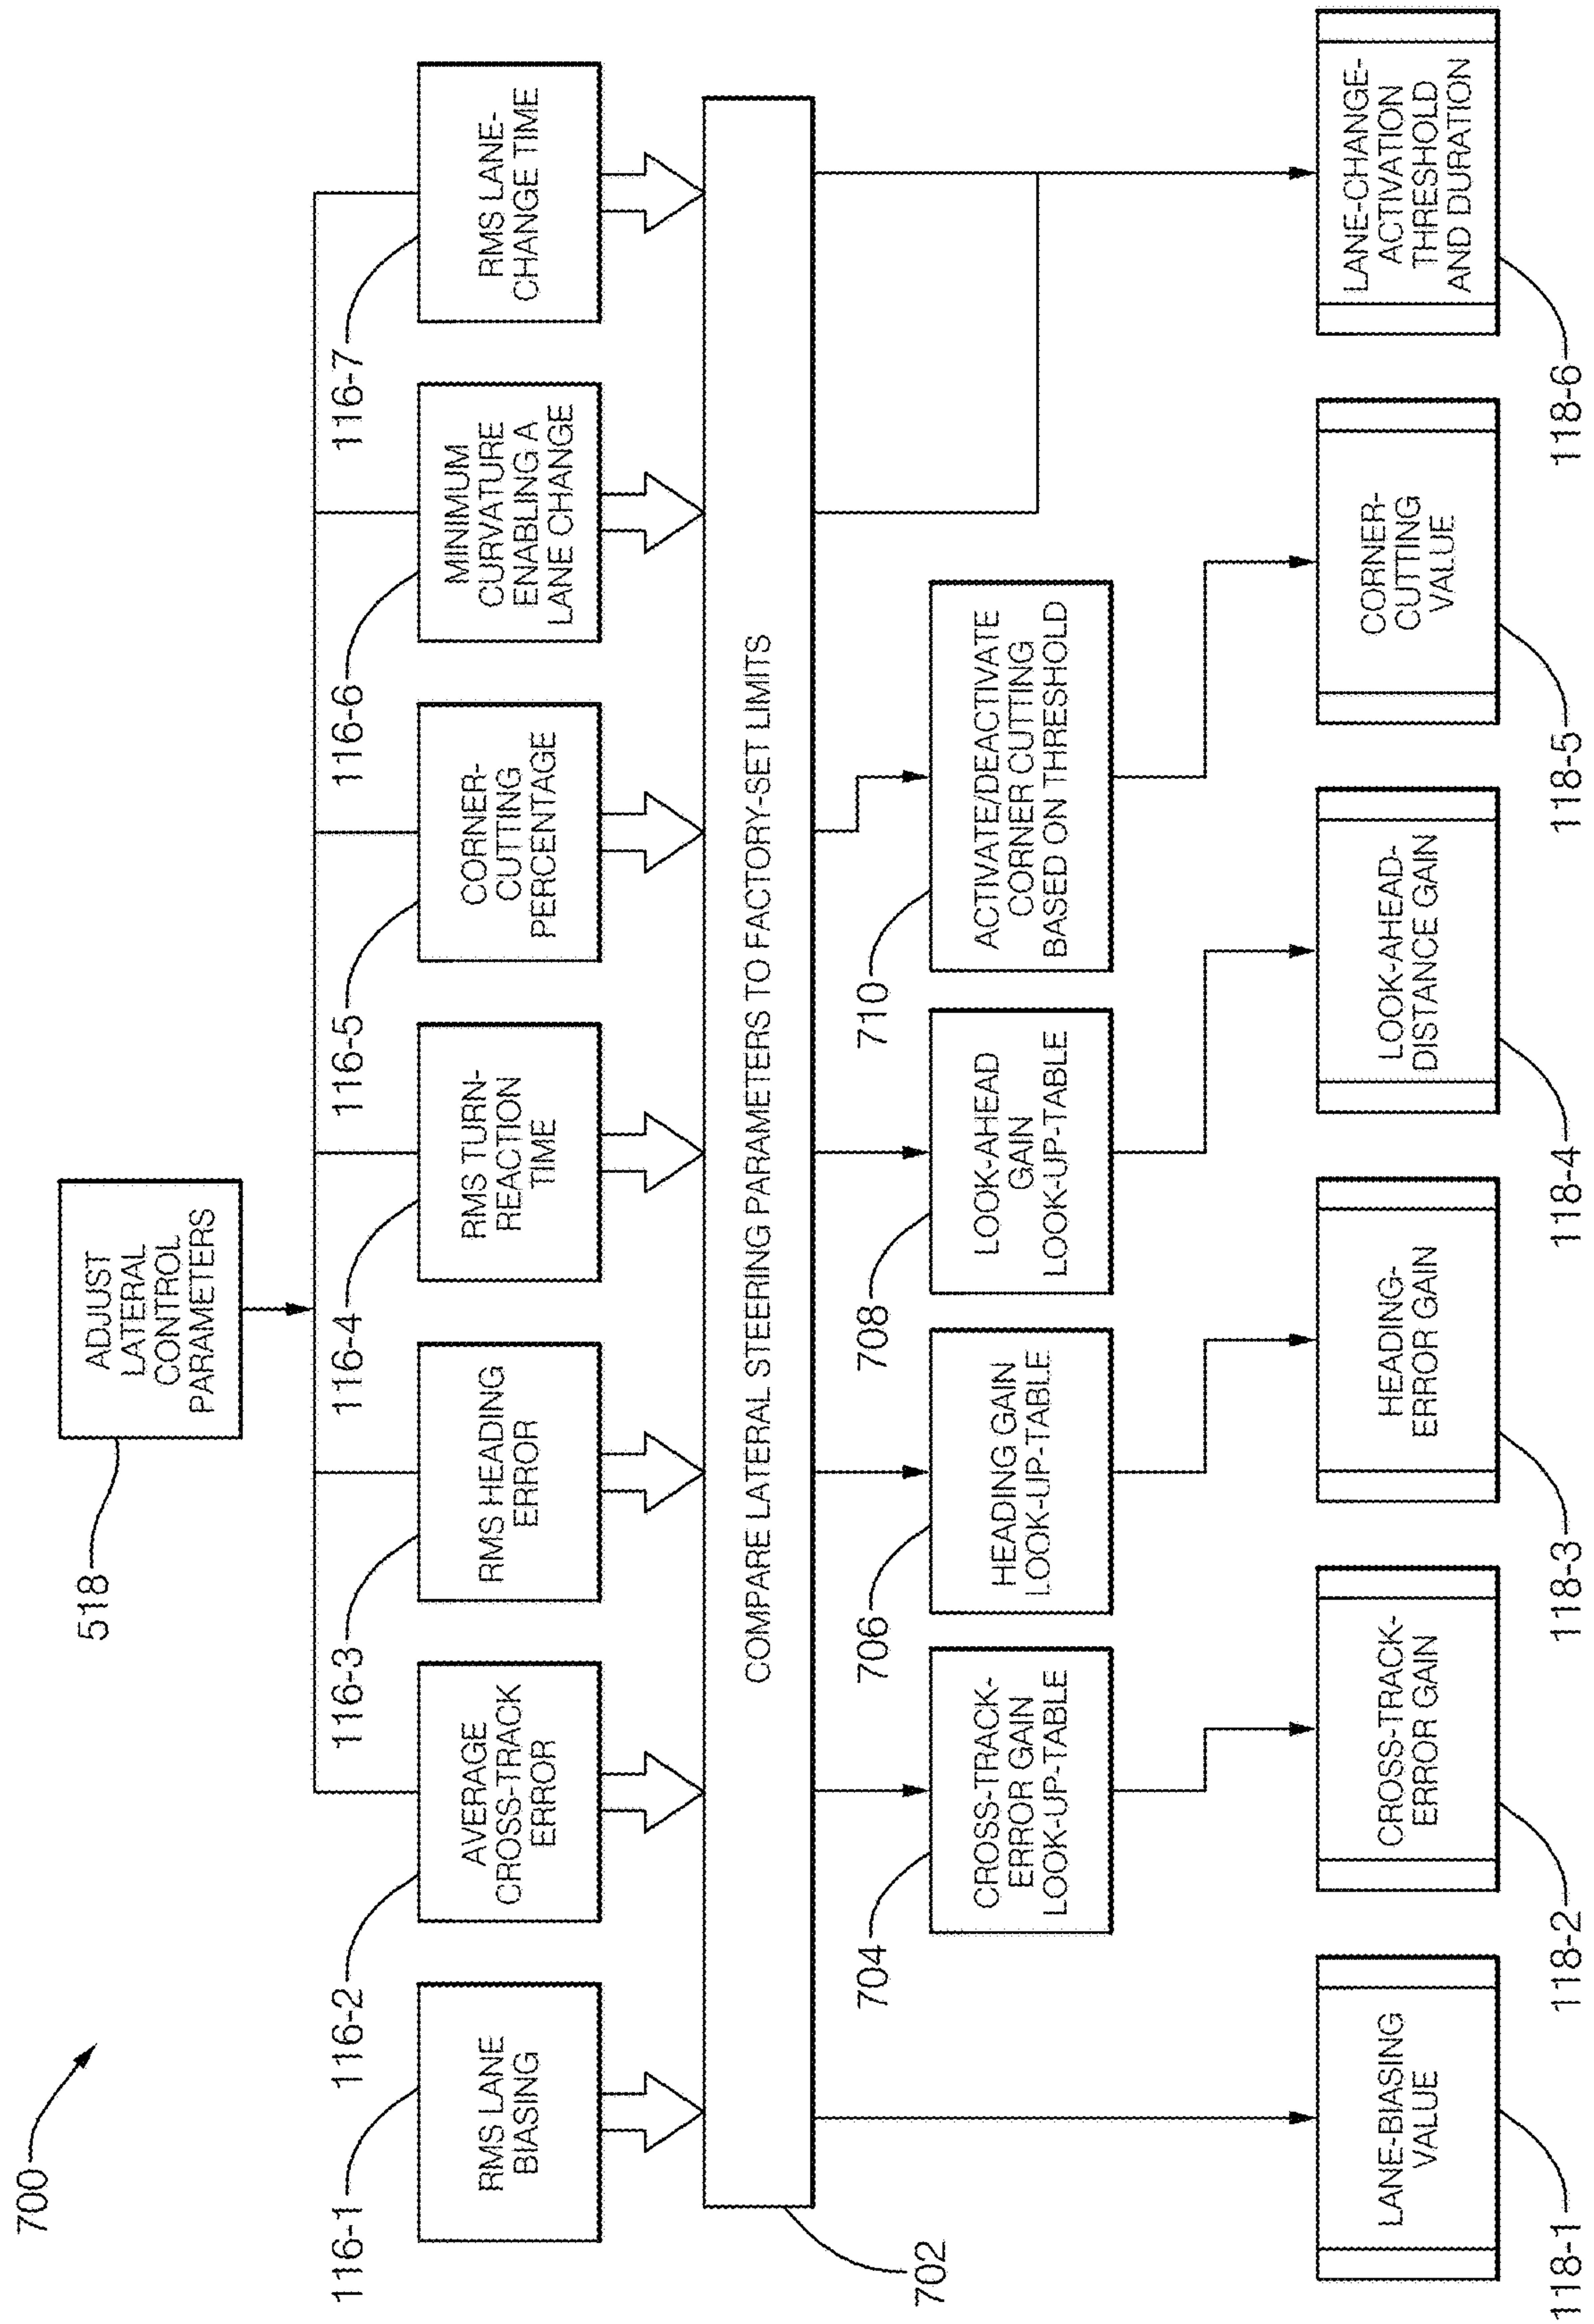 700
518
ADJUST
LATERAL
CONTROL
PARAMETERS
116-1
RMS LANE
BIASING
116-2
AVERAGE
CROSS-TRACK
ERROR
116-3
RMS HEADING
ERROR
116-4
RMS TURN-
REACTION
TIME
116-5
CORNER-
CUTTING
PERCENTAGE
116-6
MINIMUM
CURVATURE
ENABLING A
LANE CHANGE
116-7
RMS LANE-
CHANGE TIME
702
COMPARE LATERAL STEERING PARAMETERS TO FACTORY-SET LIMITS
704
CROSS-TRACK-
ERROR GAIN
LOOK-UP-TABLE
706
HEADING GAIN
LOOK-UP-TABLE
708
LOOK-AHEAD
GAIN
LOOK-UP-TABLE
710
ACTIVATE/DEACTIVATE
CORNER CUTTING
BASED ON THRESHOLD
LANE-BIASING
VALUE
118-1
CROSS-TRACK-
ERROR GAIN
118-2
HEADING-
ERROR GAIN
118-3
LOOK-AHEAD-
DISTANCE GAIN
118-4
CORNER-
CUTTING
VALUE
118-5
LANE-CHANGE-
ACTIVATION
THRESHOLD
AND DURATION
118-6